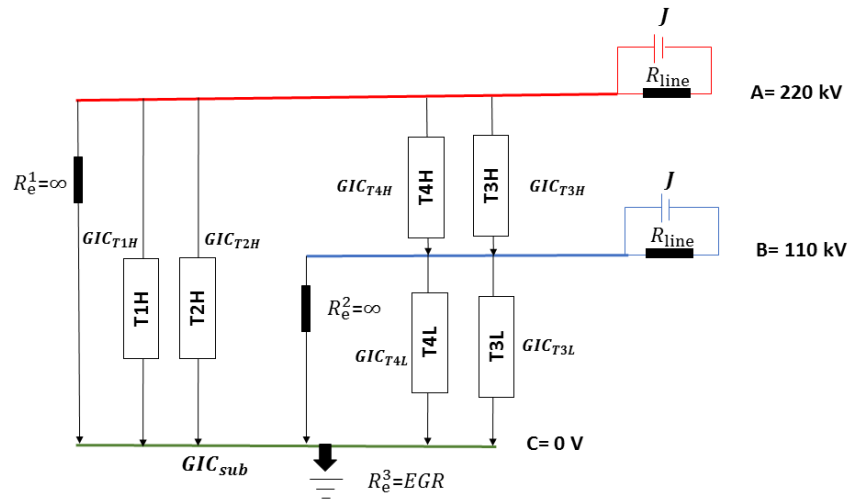 J
R_line
A= 220 kV
R_e^1=∞
GIC_T1H
GIC_T2H
T1H
T2H
GIC_T4H
T4H
T3H
GIC_T3H
J
R_line
B= 110 kV
R_e^2=∞
GIC_T4L
T4L
T3L
GIC_T3L
C= 0 V
GIC_sub
R_e^3=EGR